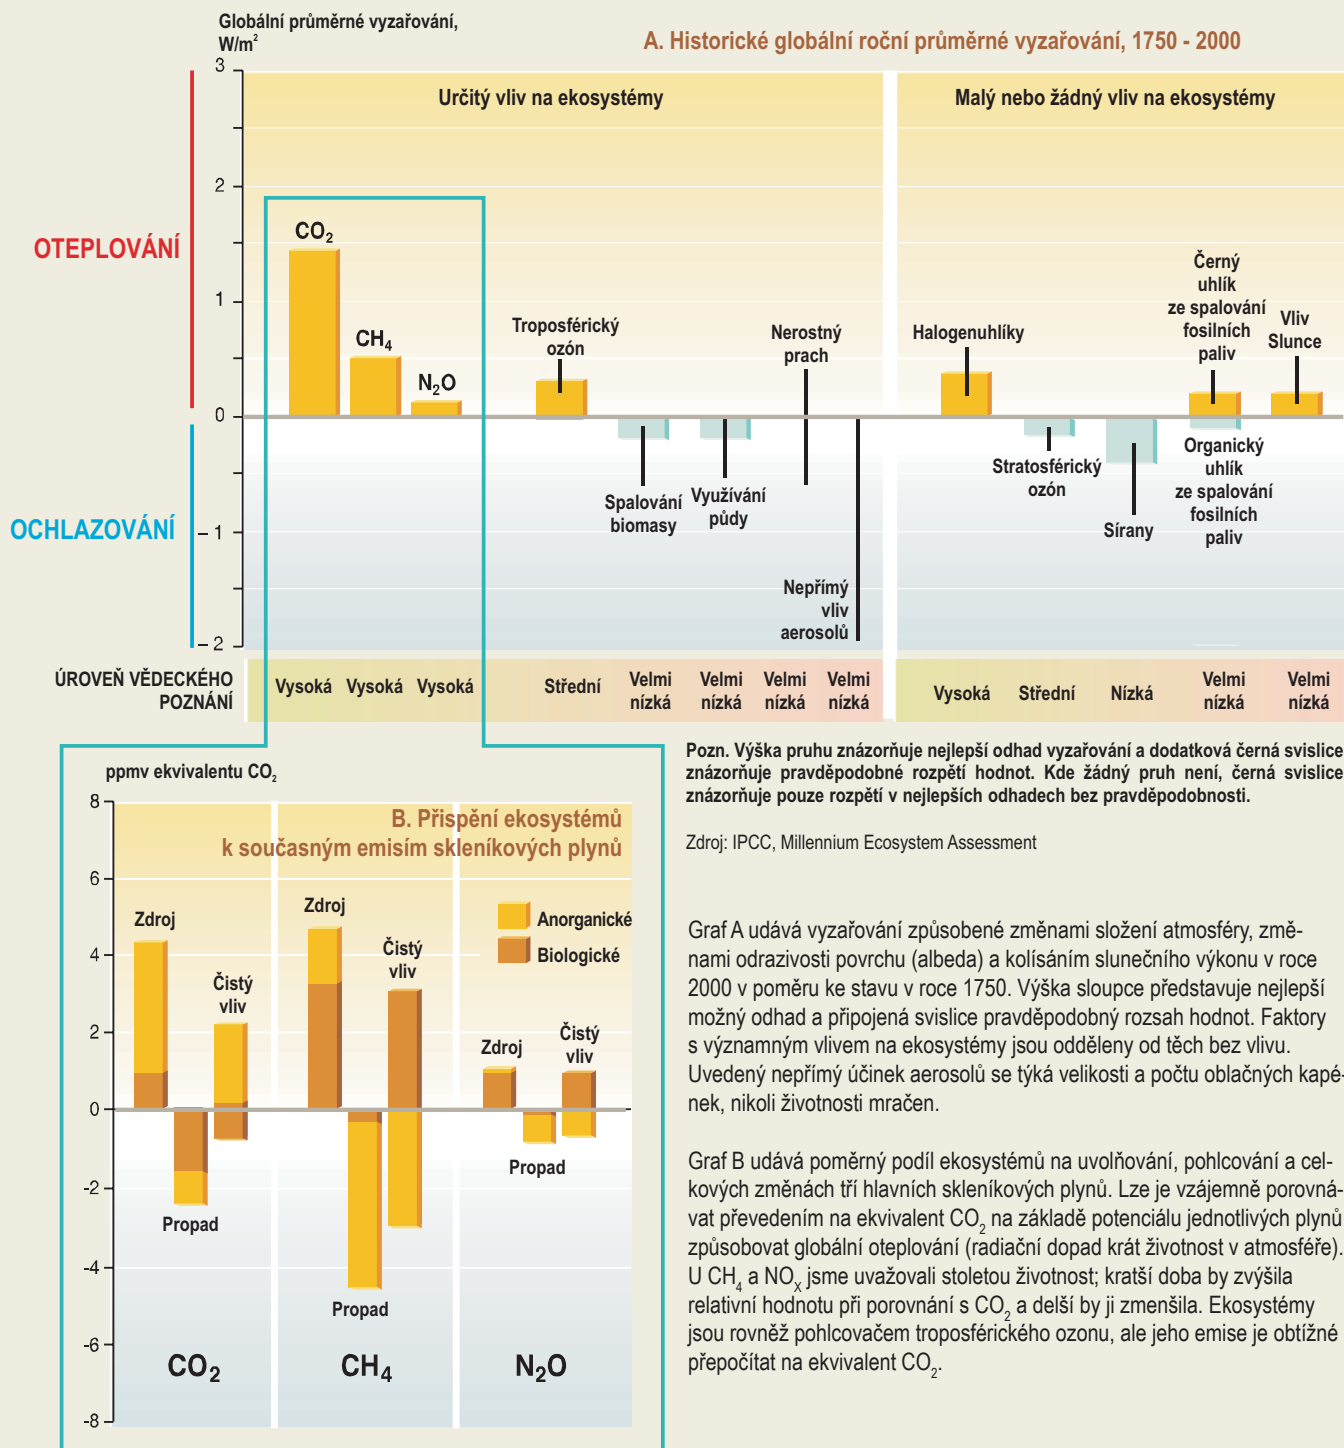 Globální průměrné vyzařování,
W/m²
A. Historické globální roční průměrné vyzařování, 1750 - 2000
3
2
1
0
– 1
– 2
OTEPLOVÁNÍ
OCHLAZOVÁNÍ
Určitý vliv na ekosystémy
Malý nebo žádný vliv na ekosystémy
CO₂
CH₄
N₂O
Troposférický
ozón
Spalování
biomasy
Využívání
půdy
Nerostný
prach
Nepřímý
vliv
aerosolů
Halogenuhlíky
Stratosférický
ozón
Sírany
Černý
uhlík
ze spalování
fosilních
paliv
Organický
uhlík
ze spalování
fosilních
paliv
Vliv
Slunce
ÚROVEŇ VĚDECKÉHO
POZNÁNÍ
Vysoká
Vysoká
Vysoká
Střední
Velmi
nízká
Velmi
nízká
Velmi
nízká
Velmi
nízká
Vysoká
Střední
Nízká
Velmi
nízká
Velmi
nízká
Pozn. Výška pruhu znázorňuje nejlepší odhad vyzařování a dodatková černá svislice
znázorňuje pravděpodobné rozpětí hodnot. Kde žádný pruh není, černá svislice
znázorňuje pouze rozpětí v nejlepších odhadech bez pravděpodobnosti.
Zdroj: IPCC, Millennium Ecosystem Assessment
ppmv ekvivalentu CO₂
B. Přispění ekosystémů
k současným emisím skleníkových plynů
8
6
4
2
0
-2
-4
-6
-8
Anorganické
Biologické
Zdroj
Čistý
vliv
Propad
CO₂
Zdroj
Čistý
vliv
Propad
CH₄
Zdroj
Čistý
vliv
Propad
N₂O
Graf A udává vyzařování způsobené změnami složení atmosféry, změ-
nami odrazivosti povrchu (albeda) a kolísáním slunečního výkonu v roce
2000 v poměru ke stavu v roce 1750. Výška sloupce představuje nejlepší
možný odhad a připojená svislice pravděpodobný rozsah hodnot. Faktory
s významným vlivem na ekosystémy jsou odděleny od těch bez vlivu.
Uvedený nepřímý účinek aerosolů se týká velikosti a počtu oblačných kapé-
nek, nikoli životnosti mračen.
Graf B udává poměrný podíl ekosystémů na uvolňování, pohlcování a cel-
kových změnách tří hlavních skleníkových plynů. Lze je vzájemně porovná-
vat převedením na ekvivalent CO₂ na základě potenciálu jednotlivých plynů
způsobovat globální oteplování (radiační dopad krát životnost v atmosféře).
U CH₄ a NOₓ jsme uvažovali stoletou životnost; kratší doba by zvýšila
relativní hodnotu při porovnání s CO₂ a delší by ji zmenšila. Ekosystémy
jsou rovněž pohlcovačem troposférického ozonu, ale jeho emise je obtížné
přepočítat na ekvivalent CO₂.